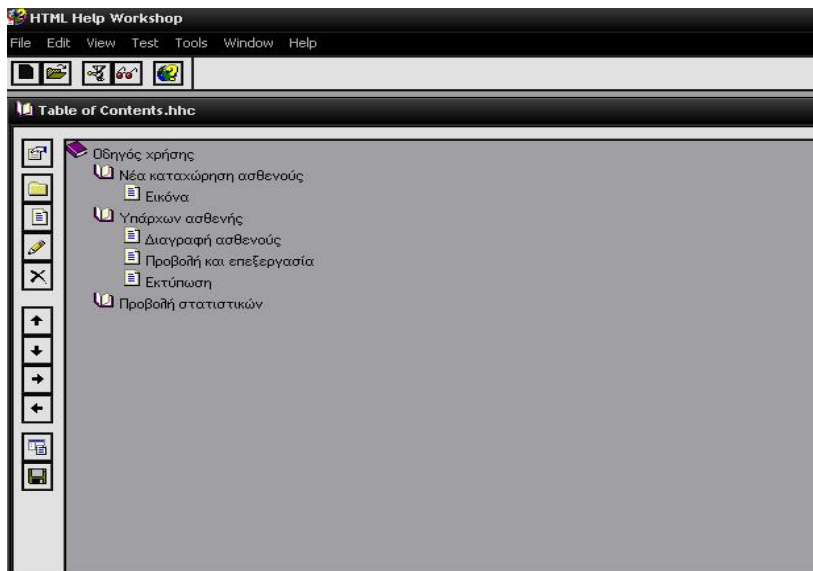 HTML Help Workshop
File Edit View Test Tools Window Help
Table of Contents.hhc
Οδηγός χρήσης
Νέα καταχώρηση ασθενούς
Εικόνα
Υπάρχων ασθενής
Διαγραφή ασθενούς
Προβολή και επεξεργασία
Εκτύπωση
Προβολή στατιστικών